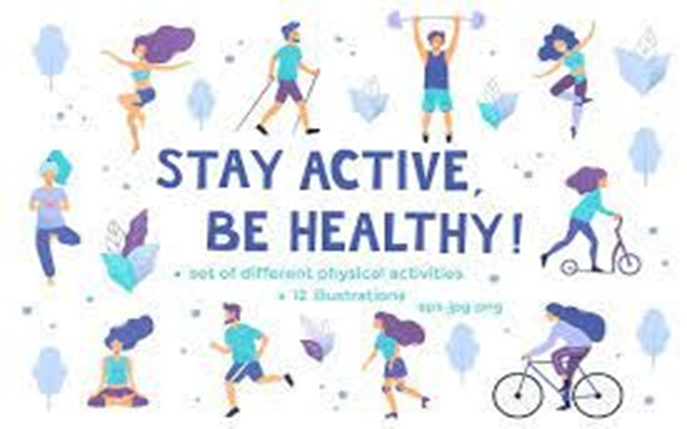 STAY ACTIVE,
BE HEALTHY!
• set of different physical activities
• 12 illustrations
eps-jpg-png